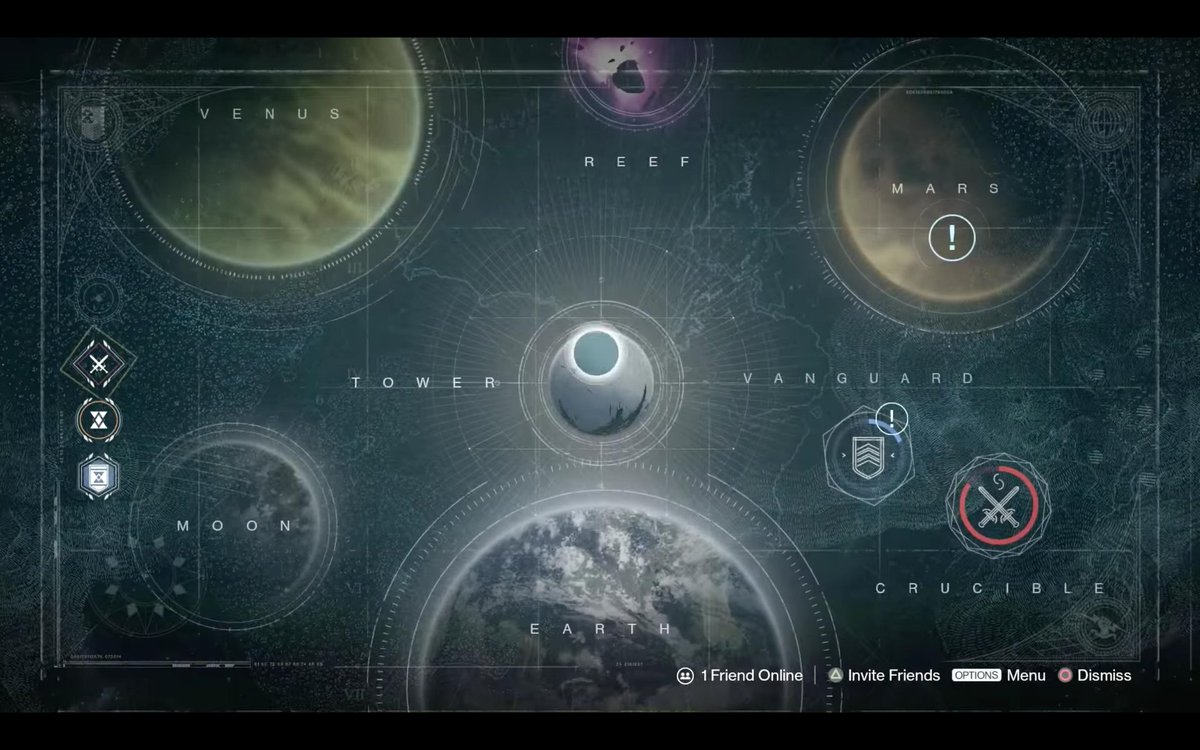 VENUS
REEF
MARS
!
TOWER
VANGUARD
!
MOON
CRUCIBLE
EARTH
1 Friend Online
Invite Friends
OPTIONS Menu
Dismiss